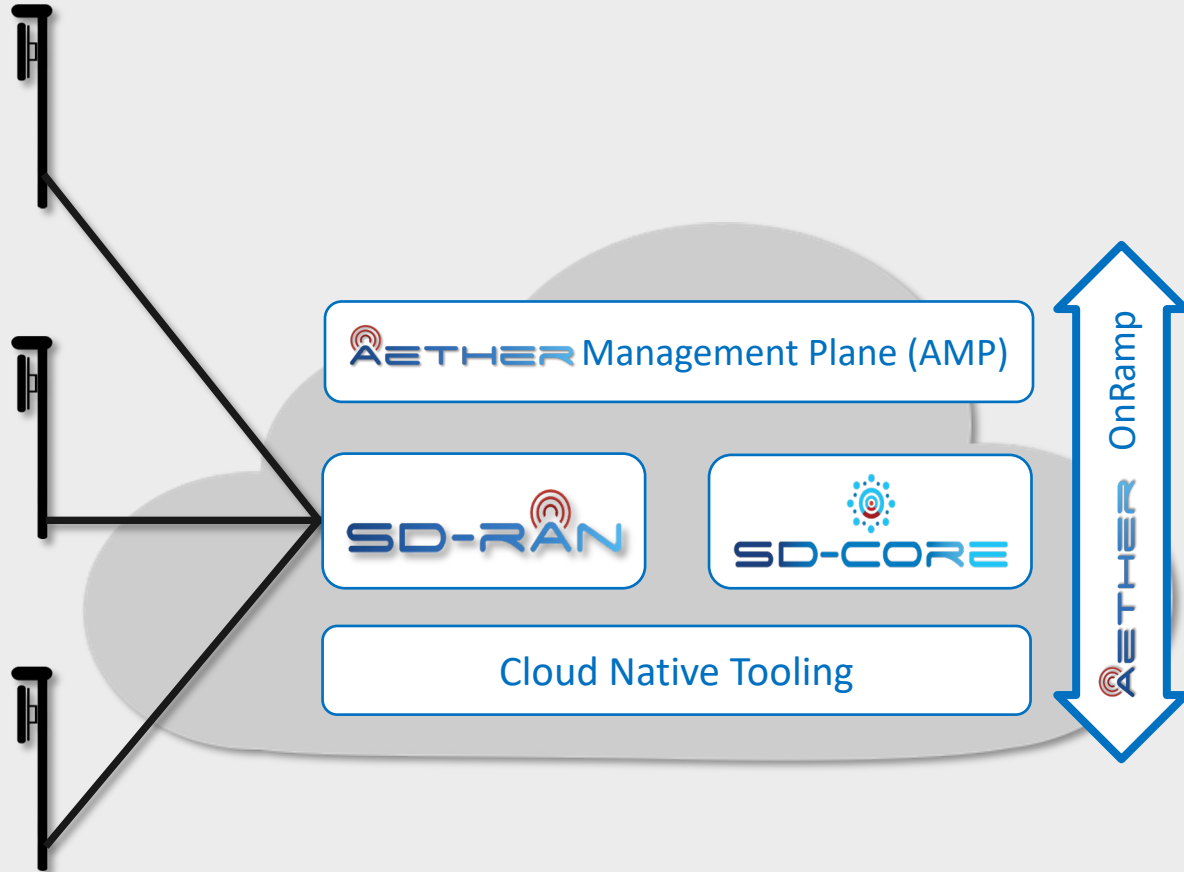 AETHER Management Plane (AMP)
SD-RAN
SD-CORE
Cloud Native Tooling
AETHER OnRamp